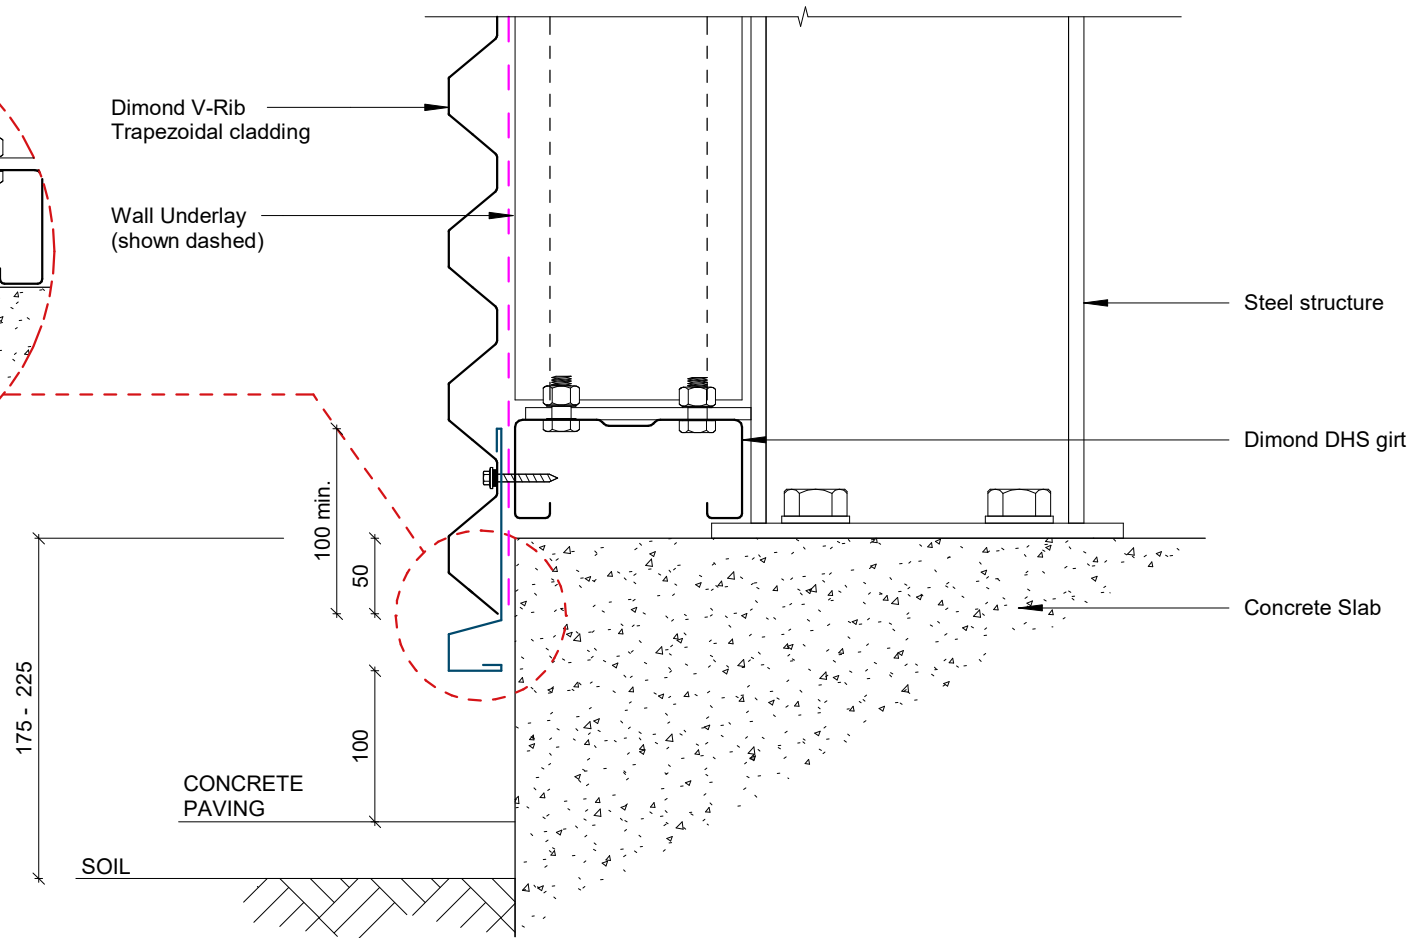 Dimond V-Rib
Trapezoidal cladding
Wall Underlay
(shown dashed)
Steel structure
Dimond DHS girt
100 min.
50
Concrete Slab
175 - 225
100
CONCRETE
PAVING
SOIL